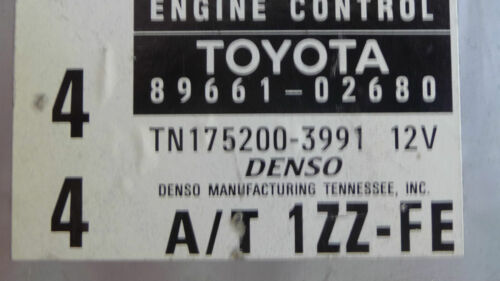 ENGINE CONTROL
TOYOTA
89661-02680
4
TN175200-3991 12V
DENSO
DENSO MANUFACTURING TENNESSEE, INC.
4
A/T 1ZZ-FE